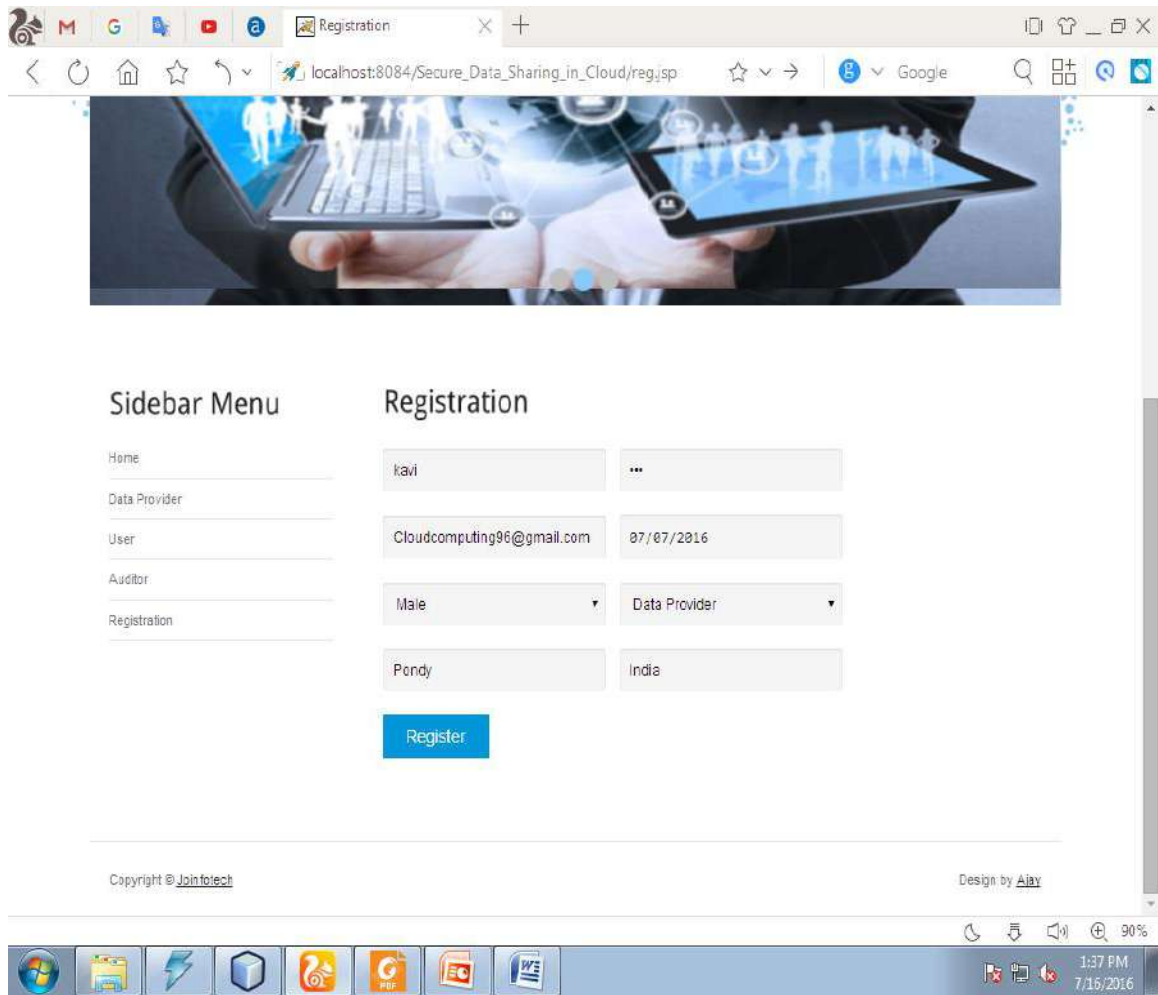 Registration
localhost:8084/Secure_Data_Sharing_in_Cloud/reg.jsp
Google
Sidebar Menu
Registration
Home
Data Provider
User
Auditor
Registration
kavi
•••
Cloudcomputing96@gmail.com
07/07/2016
Male
Data Provider
Pondy
India
Register
Copyright © Jpinfotech
Design by Ajay
90%
1:37 PM
7/16/2016